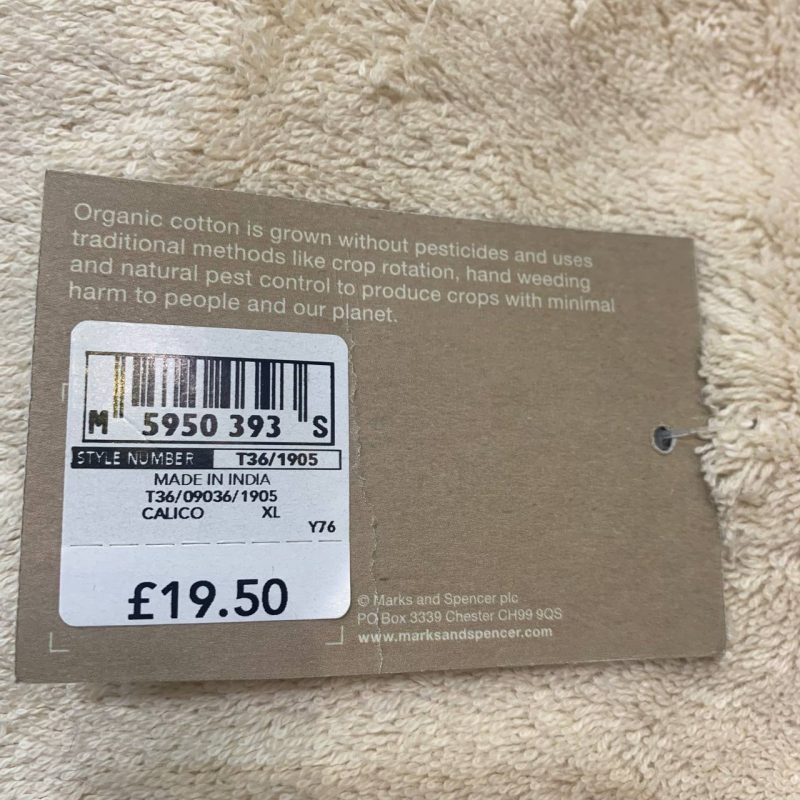 Organic cotton is grown without pesticides and uses
traditional methods like crop rotation, hand weeding
and natural pest control to produce crops with minimal
harm to people and our planet.
M 5950 393 S
STYLE NUMBER T36/1905
MADE IN INDIA
T36/09036/1905
CALICO XL
Y76
£19.50
© Marks and Spencer plc
PO Box 3339 Chester CH99 9QS
www.marksandspencer.com